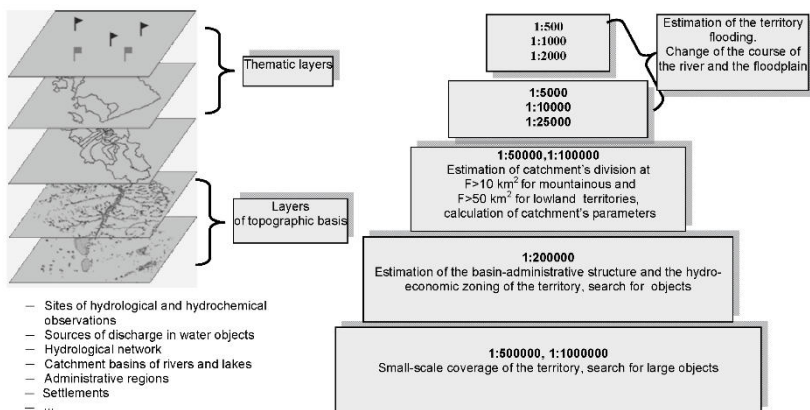 Thematic layers
Layers
of topographic basis
– Sites of hydrological and hydrochemical
observations
– Sources of discharge in water objects
– Hydrological network
– Catchment basins of rivers and lakes
– Administrative regions
– Settlements
– ...
1:500
1:1000
1:2000
Estimation of the territory
flooding.
Change of the course of
the river and the floodplain
1:5000
1:10000
1:25000
1:50000,1:100000
Estimation of catchment's division at
F>10 km² for mountainous and
F>50 km² for lowland territories,
calculation of catchment's parameters
1:200000
Estimation of the basin-administrative structure and the hydro-
economic zoning of the territory, search for objects
1:500000, 1:1000000
Small-scale coverage of the territory, search for large objects